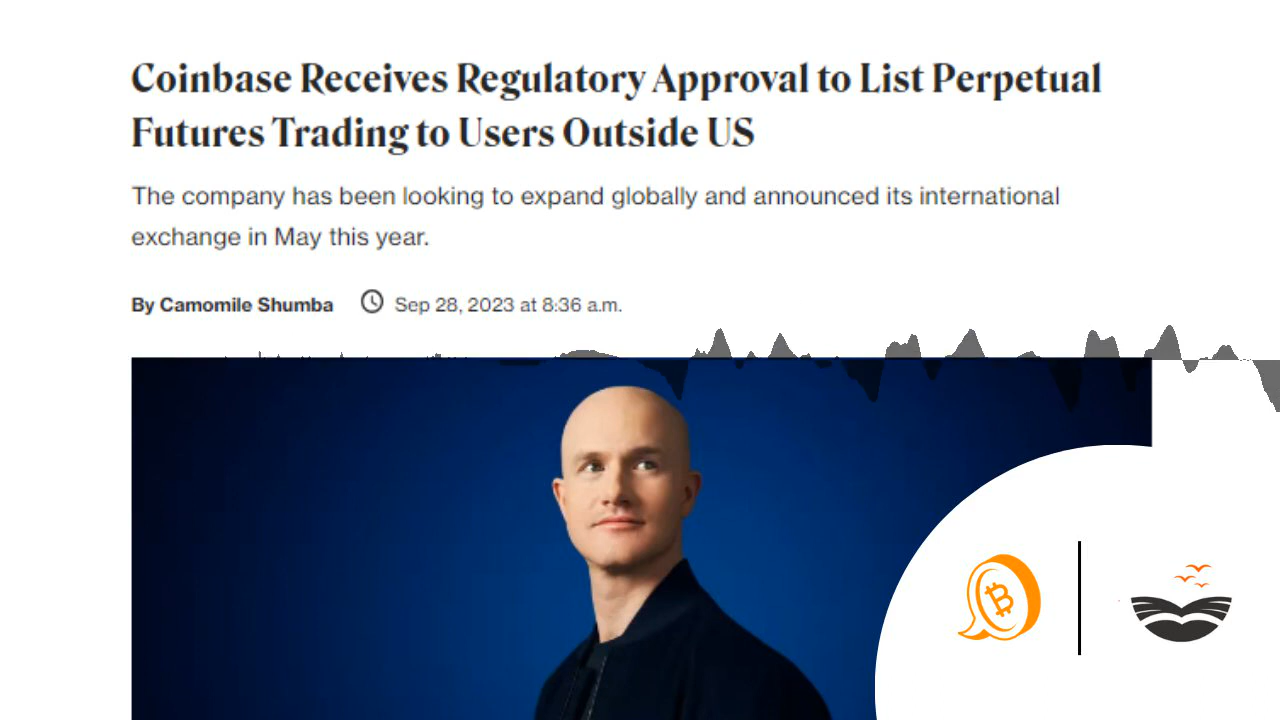 Coinbase Receives Regulatory Approval to List Perpetual
Futures Trading to Users Outside US
The company has been looking to expand globally and announced its international
exchange in May this year.
By Camomile Shumba Sep 28, 2023 at 8:36 a.m.